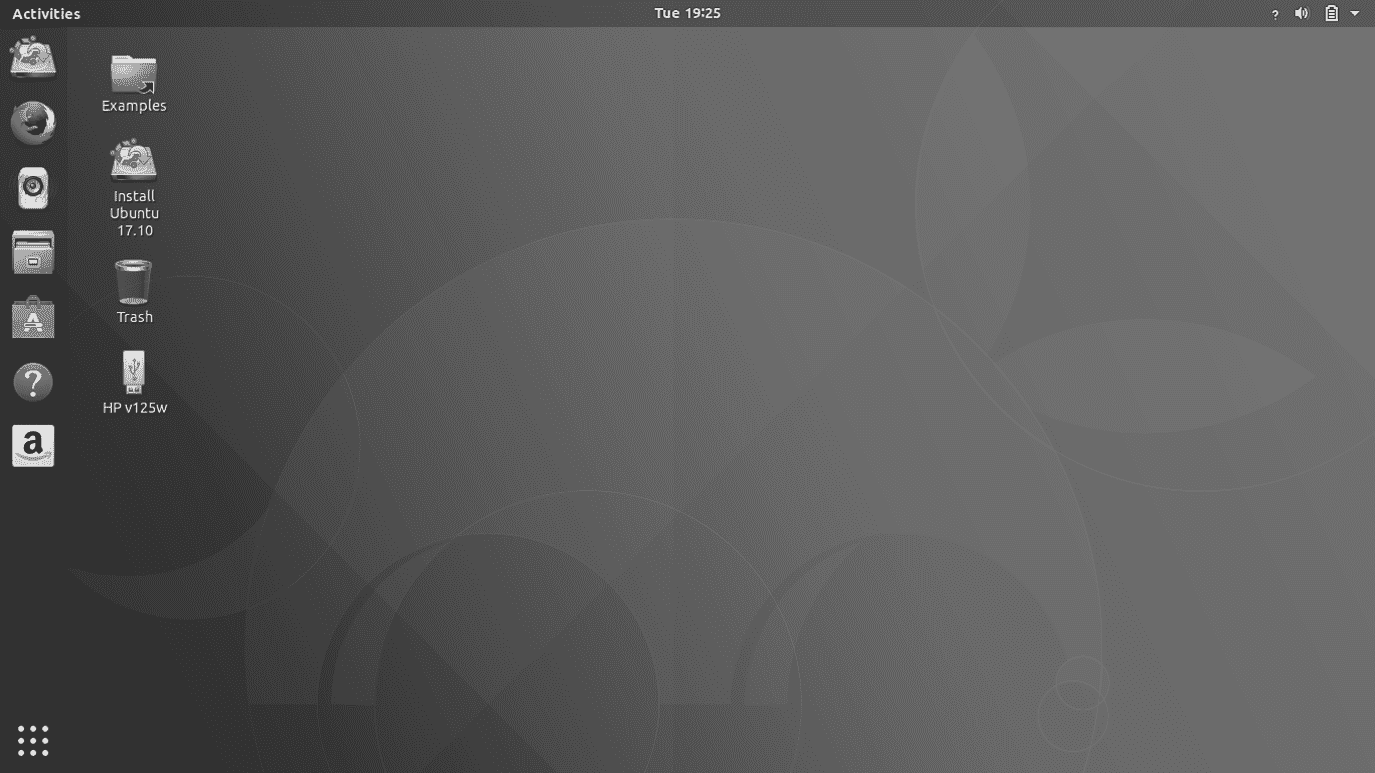 Activities
Tue 19:25
?
Examples
Install
Ubuntu
17.10
Trash
HP v125w
A
?
a